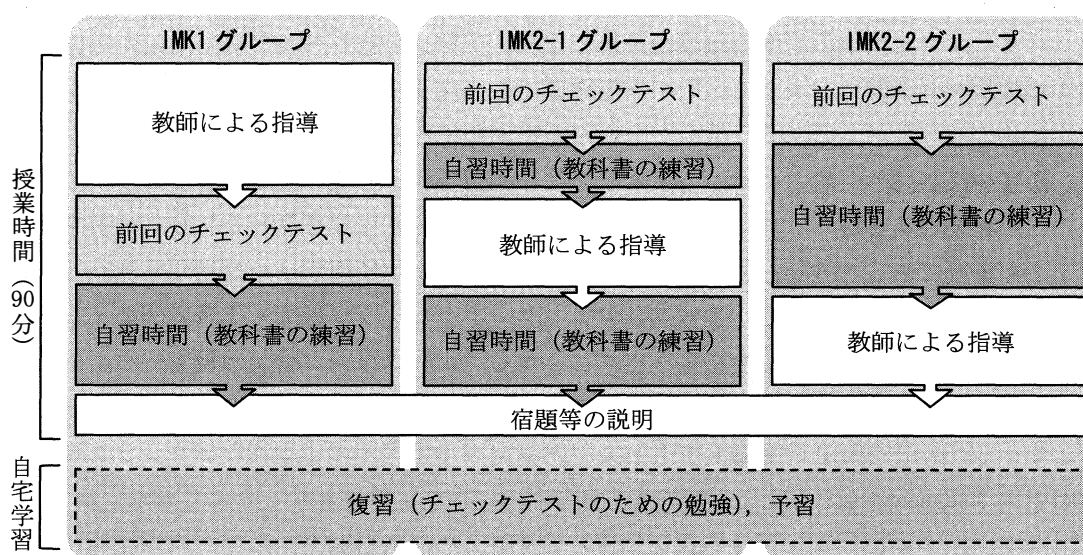 IMK1 グループ
IMK2-1 グループ
IMK2-2 グループ
授業時間（90分）
教師による指導
前回のチェックテスト
自習時間（教科書の練習）
前回のチェックテスト
自習時間（教科書の練習）
教師による指導
自習時間（教科書の練習）
前回のチェックテスト
自習時間（教科書の練習）
教師による指導
宿題等の説明
自宅学習
復習（チェックテストのための勉強），予習